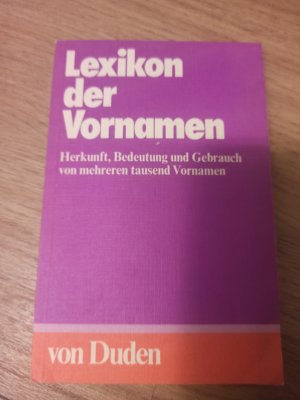 Lexikon
der
Vornamen
Herkunft, Bedeutung und Gebrauch
von mehreren tausend Vornamen
von Duden